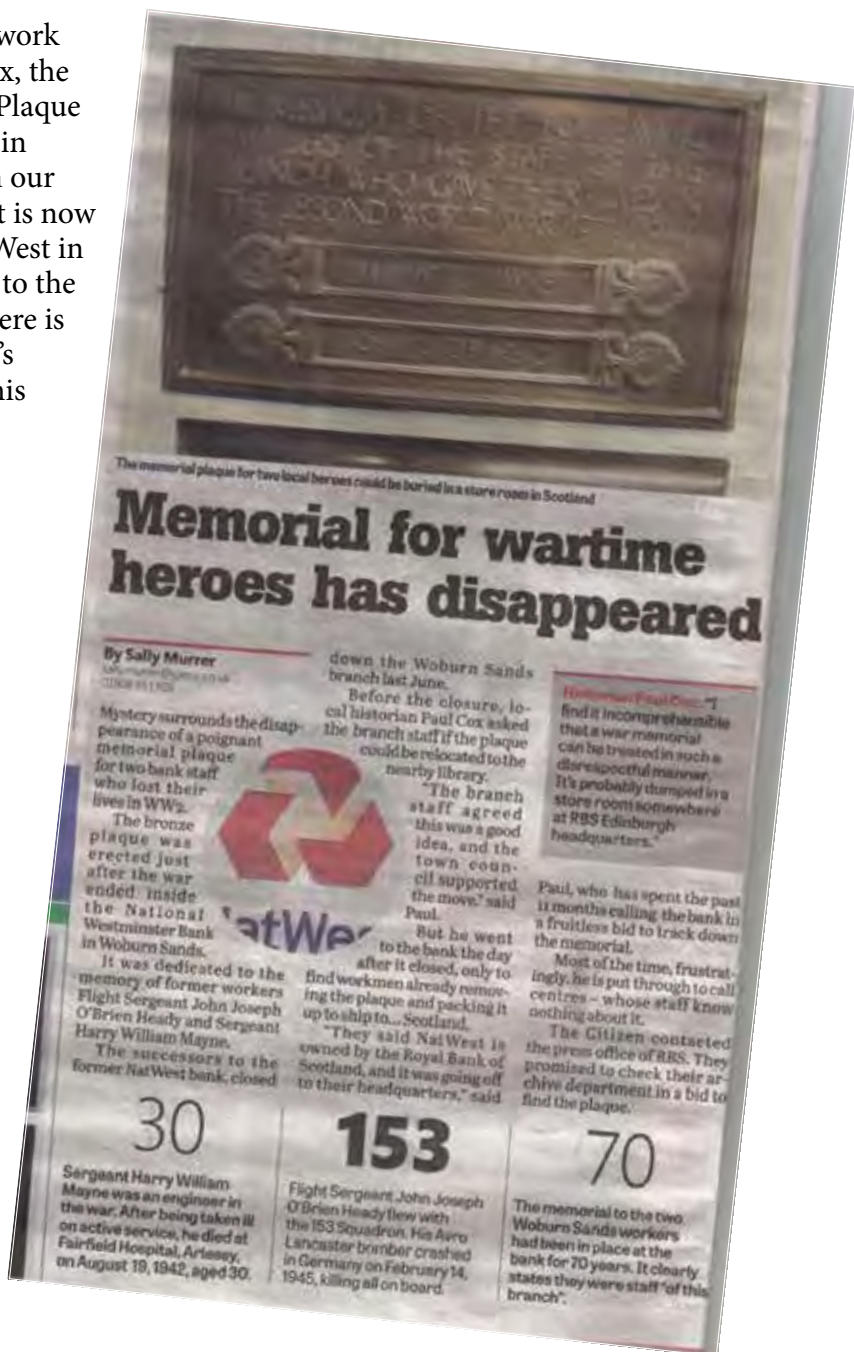 work
x, the
Plaque
in
n our
t is now
West in
to the
ere is
's
his
WHO GAVE THEIR
THE SECOND WORLD WAR
The memorial plaque for two local heroes could be buried in a store room in Scotland
Memorial for wartime
heroes has disappeared
By Sally Murrer
Mystery surrounds the disap-
pearance of a poignant
memorial plaque
for two bank staff
who lost their
lives in WW2.
The bronze
plaque was
erected just
after the war
ended inside
the National
Westminster Bank
in Woburn Sands.
It was dedicated to the
memory of former workers
Flight Sergeant John Joseph
O'Brien Heady and Sergeant
Harry William Mayne.
The successors to the
former NatWest bank, closed
down the Woburn Sands
branch last June.
Before the closure, lo-
cal historian Paul Cox asked
the branch staff if the plaque
could be relocated to the
nearby library.
"The branch
staff agreed
this was a good
idea, and the
town coun-
cil supported
the move," said
Paul.
But he went
to the bank the day
after it closed, only to
find workmen already remov-
ing the plaque and packing it
up to ship to... Scotland.
"They said NatWest is
owned by the Royal Bank of
Scotland, and it was going off
to their headquarters," said
atWes
Historian Paul Cox: "I
find it incomprehensible
that a war memorial
can be treated in such a
disrespectful manner.
It's probably dumped in a
store room somewhere
at RBS Edinburgh
headquarters."
Paul, who has spent the past
11 months calling the bank in
a fruitless bid to track down
the memorial.
Most of the time, frustrat-
ingly, he is put through to call
centres – whose staff know
nothing about it.
The Citizen contacted
the press office of RBS. They
promised to check their ar-
chive department in a bid to
find the plaque.
30
Sergeant Harry William
Mayne was an engineer in
the war. After being taken ill
on active service, he died at
Fairfield Hospital, Arlesey,
on August 19, 1942, aged 30.
153
Flight Sergeant John Joseph
O'Brien Heady flew with
the 153 Squadron. His Avro
Lancaster bomber crashed
in Germany on February 14,
1945, killing all on board.
70
The memorial to the two
Woburn Sands workers
had been in place at the
bank for 70 years. It clearly
states they were staff "of this
branch".